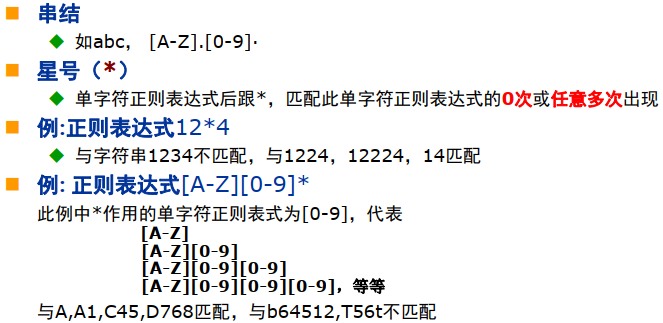 串结
如abc， [A-Z].[0-9]·
星号（*）
单字符正则表达式后跟*，匹配此单字符正则表达式的0次或任意多次出现
例:正则表达式12*4
与字符串1234不匹配，与1224，12224，14匹配
例: 正则表达式[A-Z][0-9]*
此例中*作用的单字符正则表式为[0-9]，代表
[A-Z]
[A-Z][0-9]
[A-Z][0-9][0-9]
[A-Z][0-9][0-9][0-9]，等等
与A,A1,C45,D768匹配，与b64512,T56t不匹配